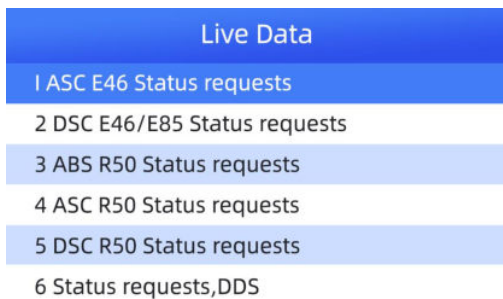 Live Data
1 ASC E46 Status requests
2 DSC E46/E85 Status requests
3 ABS R50 Status requests
4 ASC R50 Status requests
5 DSC R50 Status requests
6 Status requests,DDS